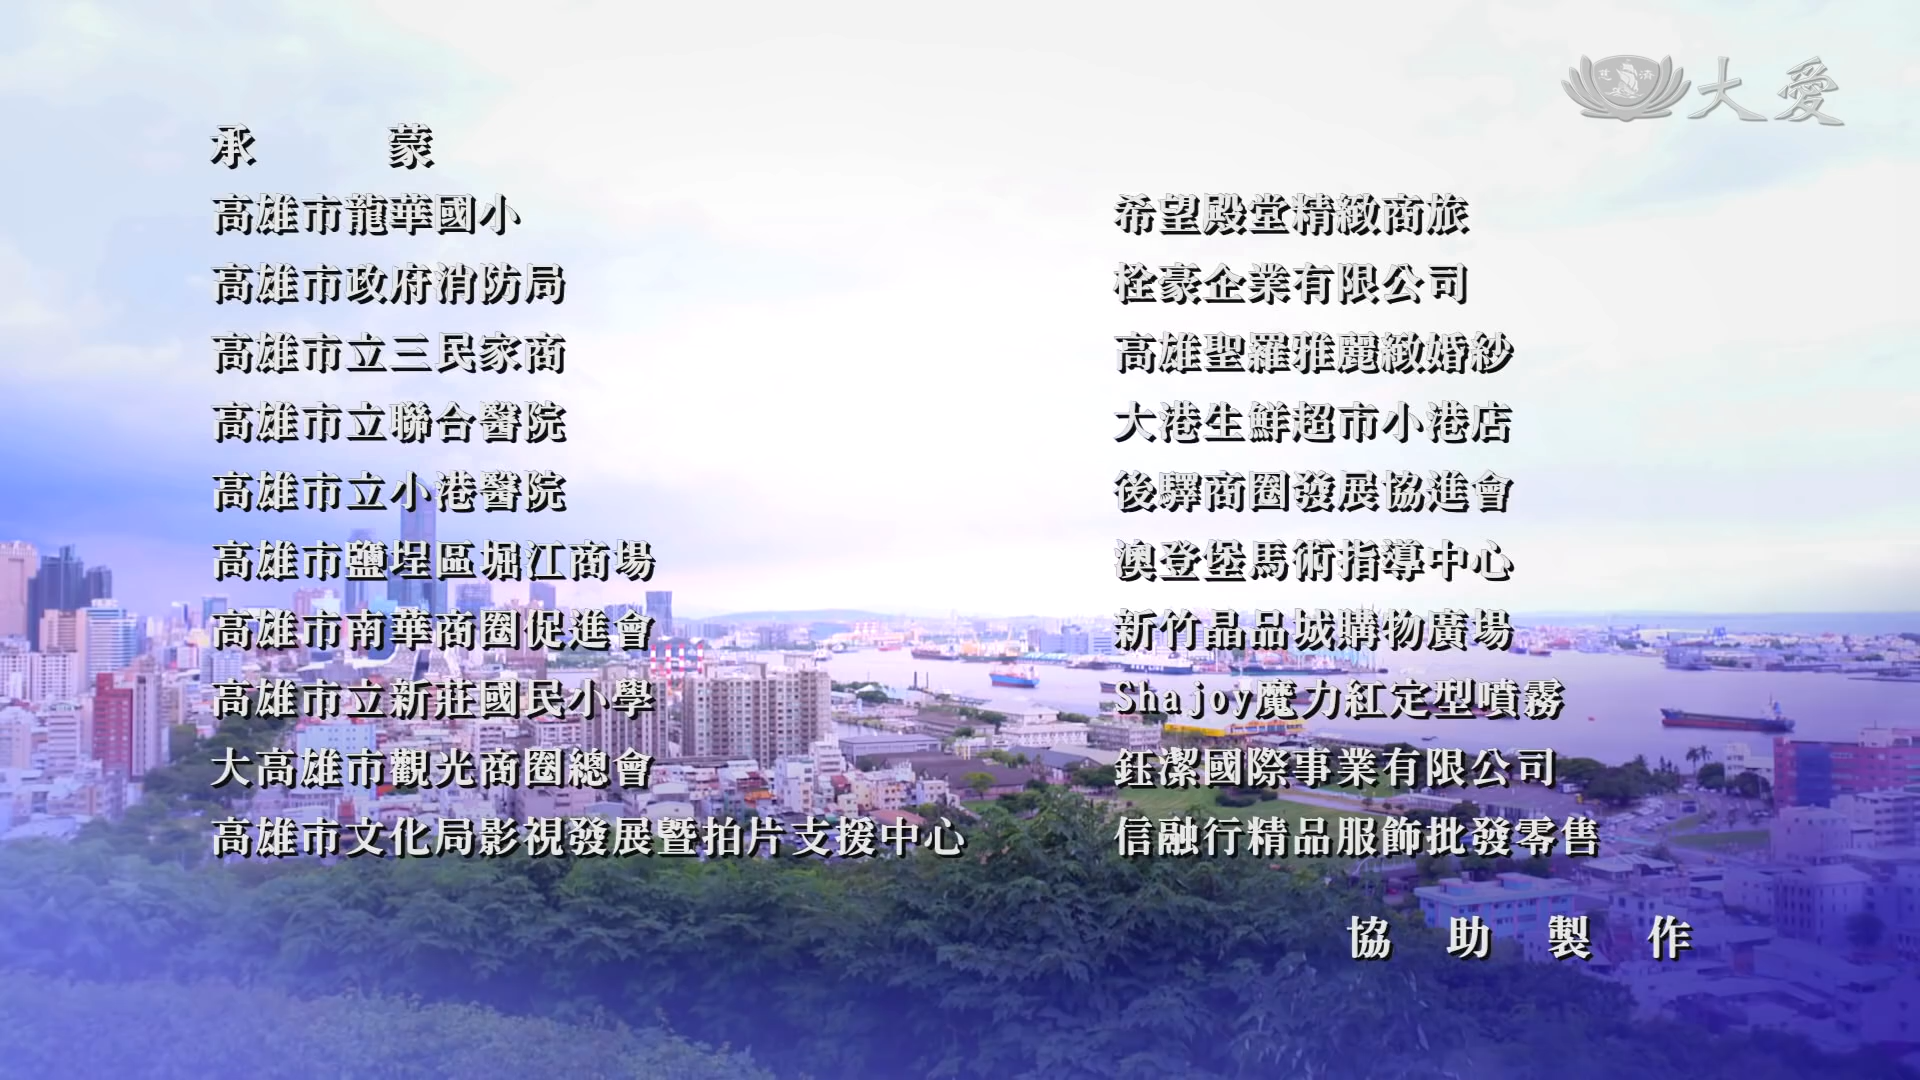 大愛
慈濟
承蒙
高雄市龍華國小
高雄市政府消防局
高雄市立三民家商
高雄市立聯合醫院
高雄市立小港醫院
高雄市鹽埕區堀江商場
高雄市南華商圈促進會
高雄市立新莊國民小學
大高雄市觀光商圈總會
高雄市文化局影視發展暨拍片支援中心
希望殿堂精緻商旅
栓豪企業有限公司
高雄聖羅雅麗緻婚紗
大港生鮮超市小港店
後驛商圈發展協進會
澳登堡馬術指導中心
新竹晶品城購物廣場
Shajoy魔力紅定型噴霧
鈺潔國際事業有限公司
信融行精品服飾批發零售
協助製作